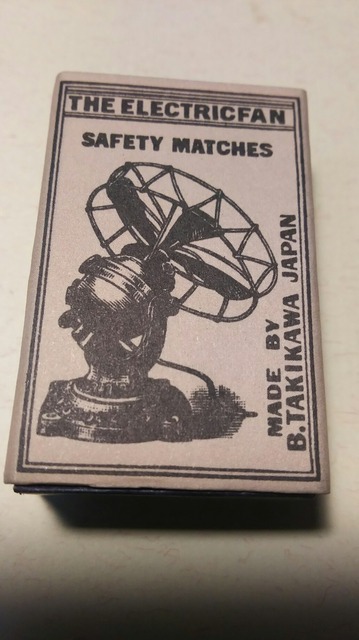 THE ELECTRICFAN
SAFETY MATCHES
MADE BY
B.TAKIKAWA JAPAN